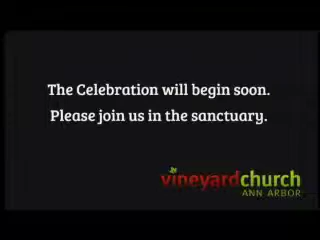 The Celebration will begin soon.
Please join us in the sanctuary.
vineyardchurch
ANN ARBOR